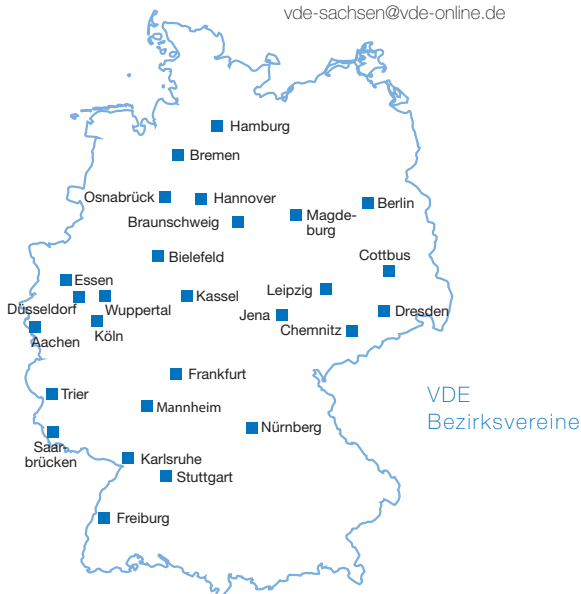 vde-sachsen@vde-online.de
Hamburg
Bremen
Osnabrück
Hannover
Berlin
Braunschweig
Magde-
burg
Bielefeld
Cottbus
Essen
Leipzig
Kassel
Düsseldorf
Wuppertal
Jena
Dresden
Köln
Chemnitz
Aachen
Frankfurt
Trier
Mannheim
VDE
Bezirksvereine
Nürnberg
Saar-
brücken
Karlsruhe
Stuttgart
Freiburg